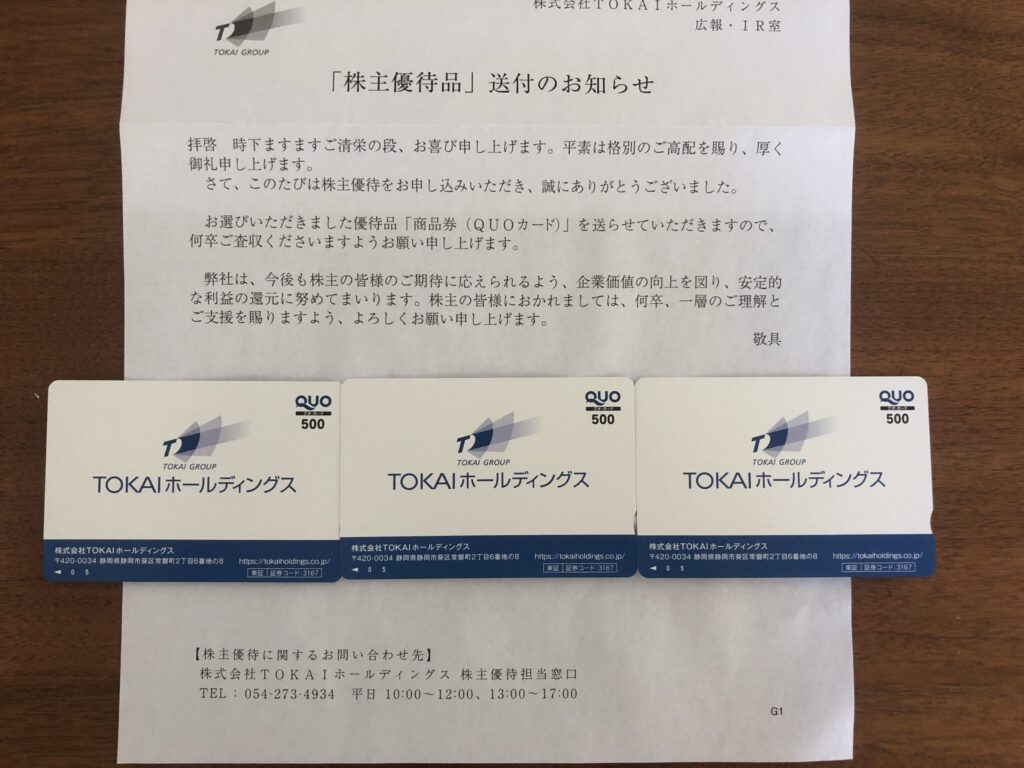 株式会社ＴＯＫＡＩホールディングス
広報・ＩＲ室
TOKAI GROUP
「株主優待品」送付のお知らせ
拝啓　時下ますますご清栄の段、お喜び申し上げます。平素は格別のご高配を賜り、厚く
御礼申し上げます。
さて、このたびは株主優待をお申し込みいただき、誠にありがとうございました。
お選びいただきました優待品「商品券（ＱＵＯカード）」を送らせていただきますので、
何卒ご査収くださいますようお願い申し上げます。
弊社は、今後も株主の皆様のご期待に応えられるよう、企業価値の向上を図り、安定的
な利益の還元に努めてまいります。株主の皆様におかれましては、何卒、一層のご理解と
ご支援を賜りますよう、よろしくお願い申し上げます。
敬具
QUO
クオ・カード
500
TOKAI GROUP
TOKAIホールディングス
株式会社TOKAIホールディングス
〒420-0034 静岡県静岡市葵区常磐町2丁目6番地の8 https://tokaiholdings.co.jp/
◄ 0 5 東証 証券コード:3167
QUO
クオ・カード
500
TOKAI GROUP
TOKAIホールディングス
株式会社TOKAIホールディングス
〒420-0034 静岡県静岡市葵区常磐町2丁目6番地の8 https://tokaiholdings.co.jp/
◄ 0 5 東証 証券コード:3167
QUO
クオ・カード
500
TOKAI GROUP
TOKAIホールディングス
株式会社TOKAIホールディングス
〒420-0034 静岡県静岡市葵区常磐町2丁目6番地の8 https://tokaiholdings.co.jp/
◄ 0 5 東証 証券コード:3167
【株主優待に関するお問い合わせ先】
株式会社ＴＯＫＡＩホールディングス 株主優待担当窓口
TEL：054-273-4934　平日 10:00～12:00、13:00～17:00
G1